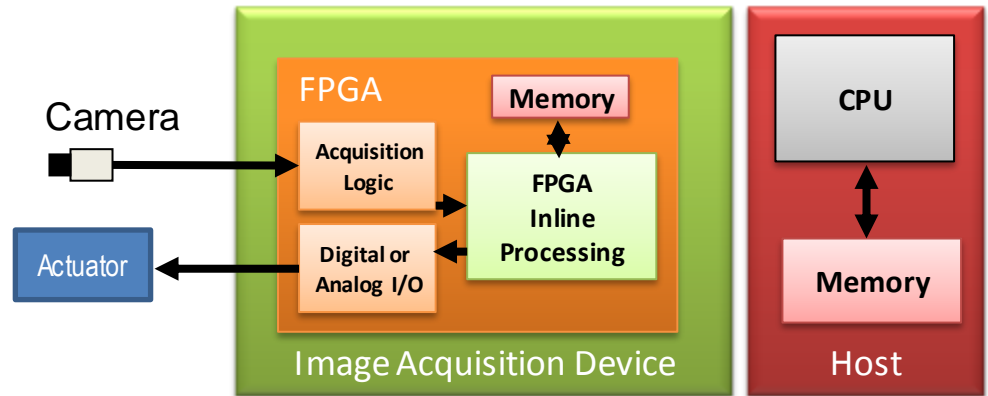 Camera
Actuator
FPGA
Memory
Acquisition
Logic
FPGA
Inline
Processing
Digital or
Analog I/O
Image Acquisition Device
CPU
Memory
Host